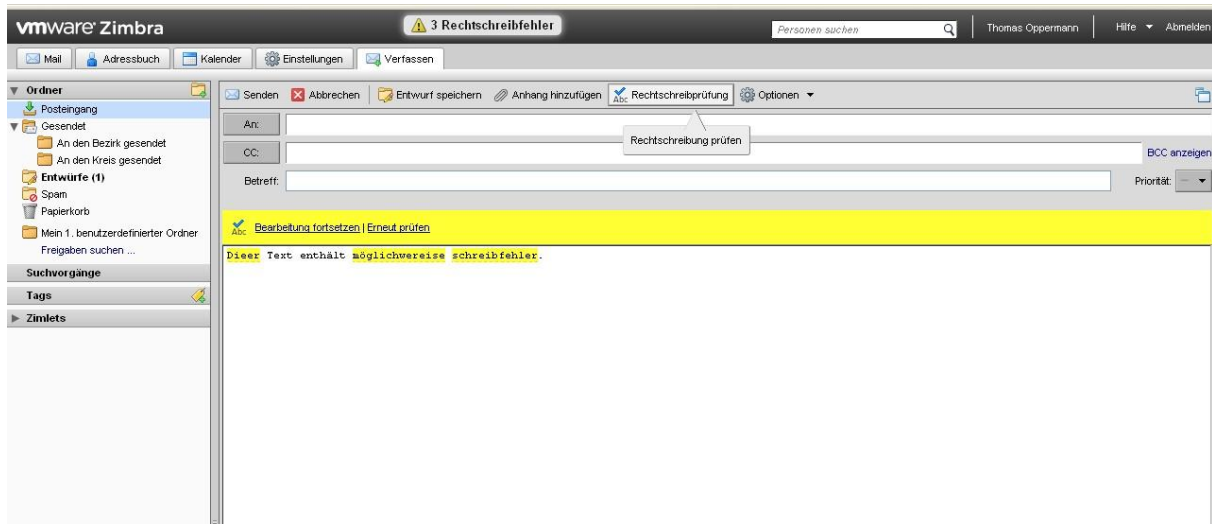 vmware Zimbra
3 Rechtschreibfehler
Personen suchen
Thomas Oppermann
Hilfe
Abmelden
Mail
Adressbuch
Kalender
Einstellungen
Verfassen
Ordner
Posteingang
Gesendet
An den Bezirk gesendet
An den Kreis gesendet
Entwürfe (1)
Spam
Papierkorb
Mein 1. benutzerdefinierter Ordner
Freigaben suchen ...
Suchvorgänge
Tags
Zimlets
Senden
Abbrechen
Entwurf speichern
Anhang hinzufügen
Abc Rechtschreibprüfung
Optionen
Rechtschreibung prüfen
An:
CC:
BCC anzeigen
Betreff:
Priorität:
Abc Bearbeitung fortsetzen | Erneut prüfen
Dieer Text enthält möglichwereise schreibfehler.